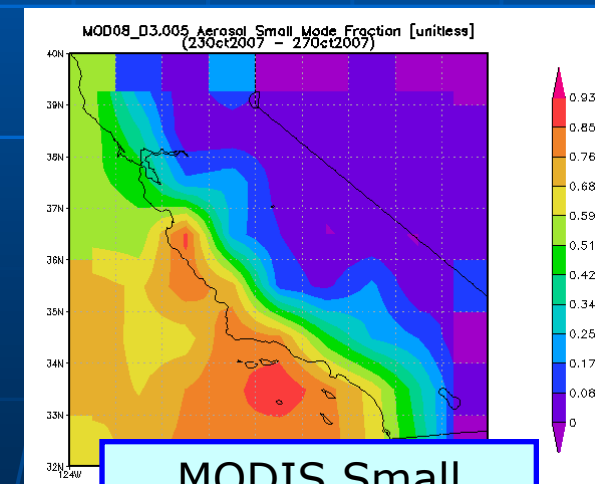 MOD08_D3.005 Aerosol Small Mode Fraction [unitless]
(23Oct2007 - 27Oct2007)
40N
39N
38N
37N
36N
35N
34N
33N
32N
124W
0.93
0.85
0.76
0.68
0.59
0.51
0.42
0.34
0.25
0.17
0.08
0
MODIS Small